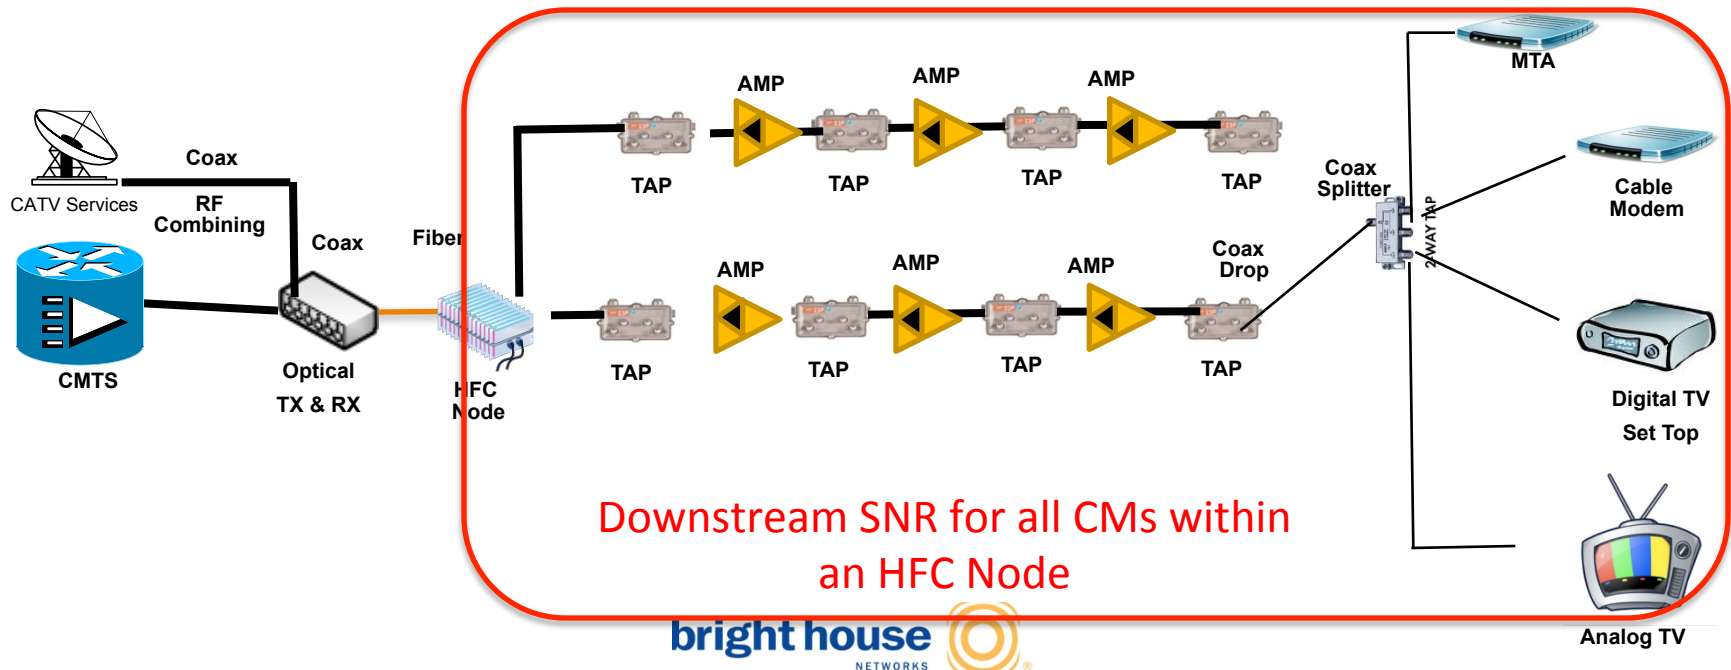 MTA
AMP
AMP
AMP
Coax
RF
Combining
CATV Services
TAP
TAP
TAP
TAP
Coax
Splitter
Cable
Modem
2-WAY TAP
Coax
Fiber
AMP
AMP
AMP
Coax
Drop
CMTS
Optical
TX & RX
HFC
Node
TAP
TAP
TAP
TAP
Digital TV
Set Top
Downstream SNR for all CMs within
an HFC Node
Analog TV
bright house
NETWORKS